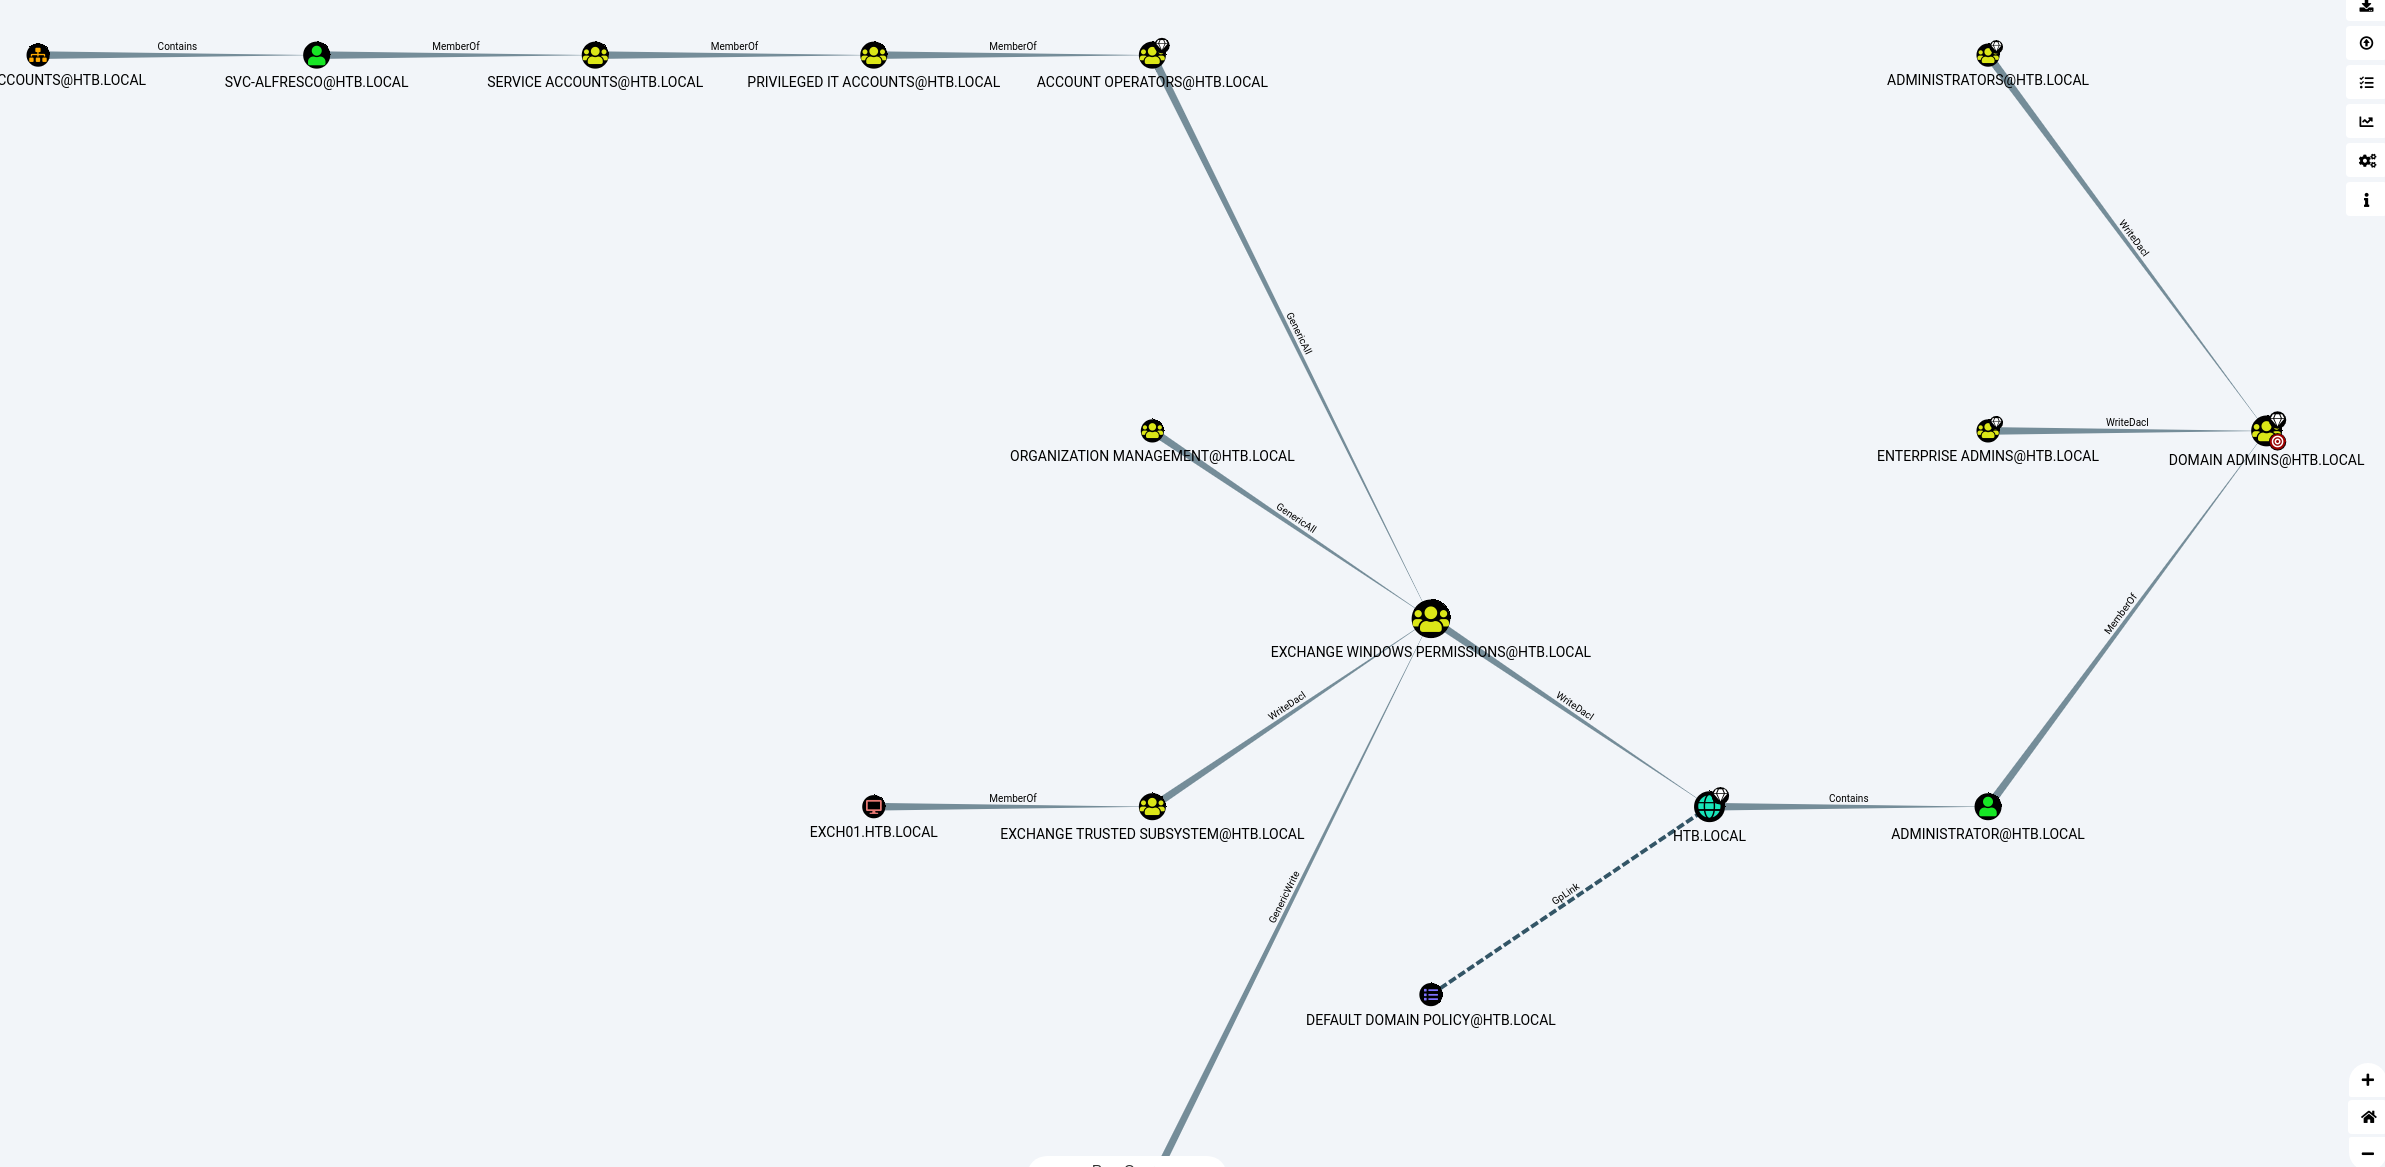 Contains
MemberOf
MemberOf
MemberOf
CCOUNTS@HTB.LOCAL
SVC-ALFRESCO@HTB.LOCAL
SERVICE ACCOUNTS@HTB.LOCAL
PRIVILEGED IT ACCOUNTS@HTB.LOCAL
ACCOUNT OPERATORS@HTB.LOCAL
ADMINISTRATORS@HTB.LOCAL
WriteDacl
GenericAll
WriteDacl
ORGANIZATION MANAGEMENT@HTB.LOCAL
ENTERPRISE ADMINS@HTB.LOCAL
DOMAIN ADMINS@HTB.LOCAL
GenericAll
MemberOf
EXCHANGE WINDOWS PERMISSIONS@HTB.LOCAL
WriteDacl
WriteDacl
MemberOf
Contains
EXCH01.HTB.LOCAL
EXCHANGE TRUSTED SUBSYSTEM@HTB.LOCAL
HTB.LOCAL
ADMINISTRATOR@HTB.LOCAL
GenericWrite
GpLink
DEFAULT DOMAIN POLICY@HTB.LOCAL